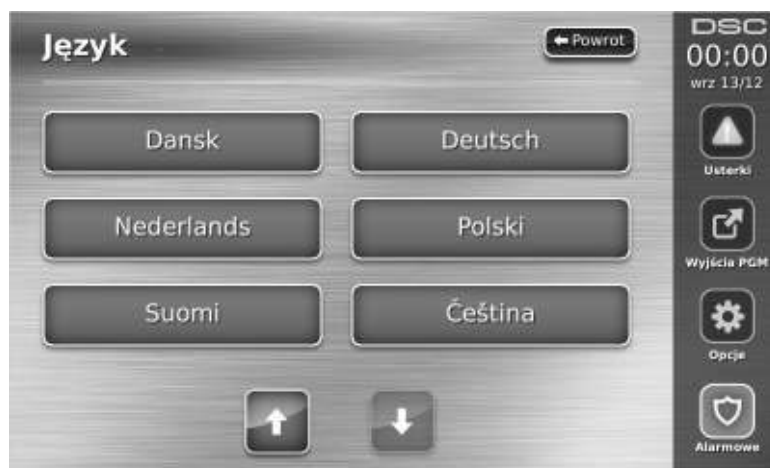 Język
Powrot
Dansk
Deutsch
Nederlands
Polski
Suomi
Čeština
DSC
00:00
wrz 13/12
Usterki
Wyjścia PGM
Opcje
Alarmowe